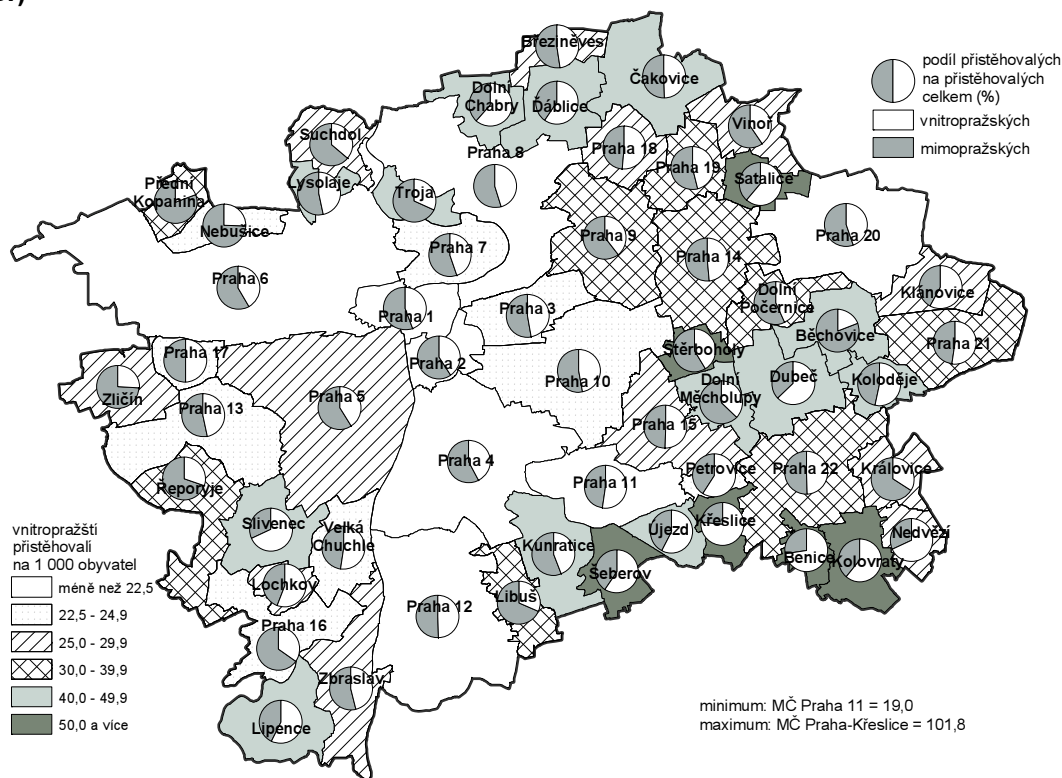 Březiněves
Čakovice
Dolní
Chabry
Ďáblice
podíl přistěhovalých
na přistěhovalých
celkem (%)
vnitropražských
mimopražských
Suchdol
Praha 8
Praha 18
Vinoř
Praha 19
Přední
Kopanina
Lysolaje
Troja
Satalice
Nebušice
Praha 7
Praha 9
Praha 14
Praha 20
Praha 6
Praha 1
Praha 3
Dolní
Počernice
Klánovice
Běchovice
Praha 21
Praha 17
Praha 2
Štěrboholy
Zličín
Praha 5
Praha 10
Dolní
Měcholupy
Dubeč
Koloděje
Praha 13
Praha 15
Praha 4
Petrovice
Praha 22
Královice
Řeporyje
Praha 11
Křeslice
Nedvězí
Slivenec
Velká
Chuchle
Kunratice
Újezd
Benice
Kolovraty
Šeberov
Lochkov
Libuš
Praha 12
Praha 16
Zbraslav
Lipence
vnitropražští
přistěhovalí
na 1 000 obyvatel
méně než 22,5
22,5 - 24,9
25,0 - 29,9
30,0 - 39,9
40,0 - 49,9
50,0 a více
minimum: MČ Praha 11 = 19,0
maximum: MČ Praha-Křeslice = 101,8